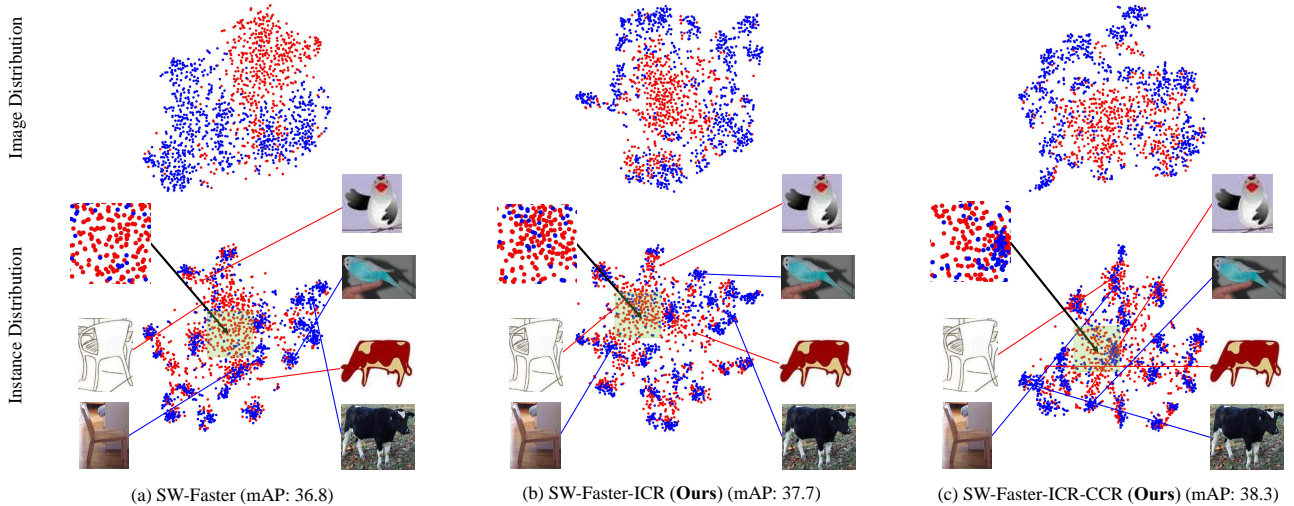 Image Distribution
Instance Distribution
(a) SW-Faster (mAP: 36.8)
(b) SW-Faster-ICR (Ours) (mAP: 37.7)
(c) SW-Faster-ICR-CCR (Ours) (mAP: 38.3)